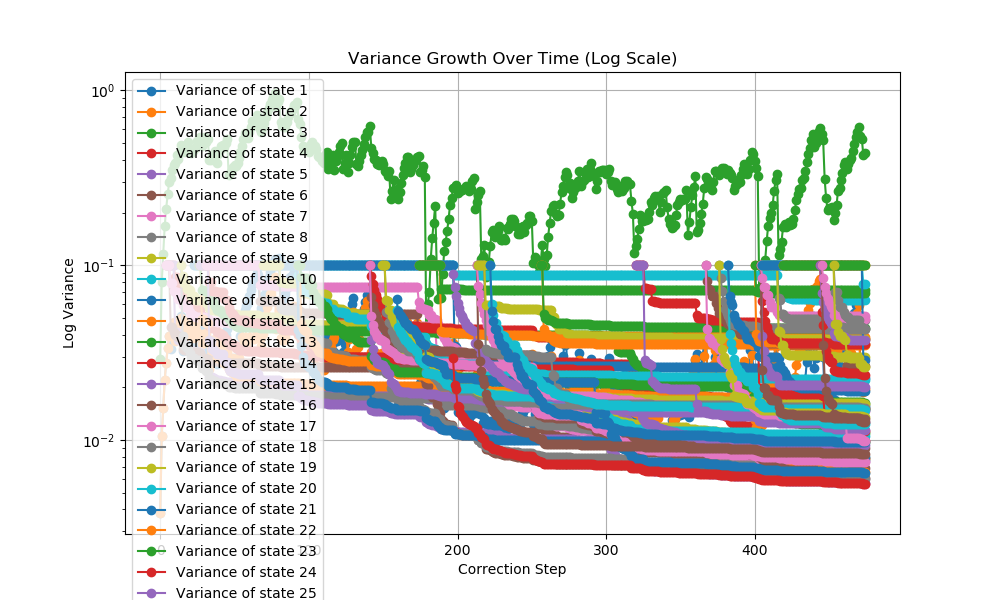 Variance Growth Over Time (Log Scale)
10⁰
10⁻¹
10⁻²
Log Variance
Variance of state 1
Variance of state 2
Variance of state 3
Variance of state 4
Variance of state 5
Variance of state 6
Variance of state 7
Variance of state 8
Variance of state 9
Variance of state 10
Variance of state 11
Variance of state 12
Variance of state 13
Variance of state 14
Variance of state 15
Variance of state 16
Variance of state 17
Variance of state 18
Variance of state 19
Variance of state 20
Variance of state 21
Variance of state 22
Variance of state 23
Variance of state 24
Variance of state 25
0 200 300 400
Correction Step